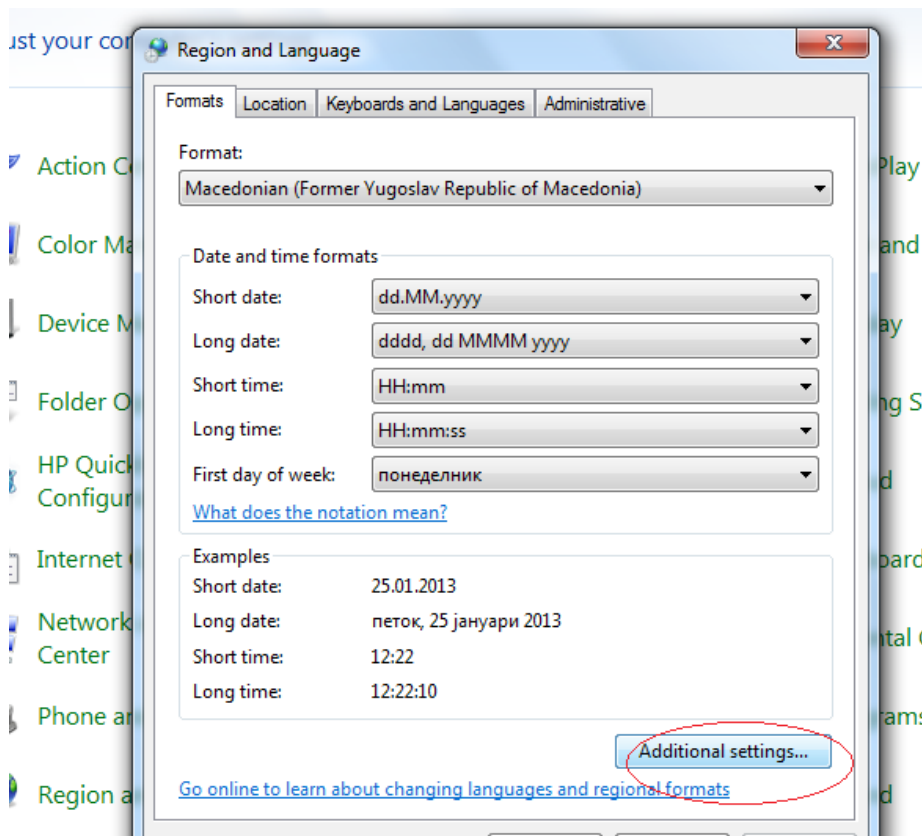 ust your con
Region and Language
Formats Location Keyboards and Languages Administrative
Format:
Macedonian (Former Yugoslav Republic of Macedonia)
Date and time formats
Short date: dd.MM.yyyy
Long date: dddd, dd MMMM yyyy
Short time: HH:mm
Long time: HH:mm:ss
First day of week: понеделник
What does the notation mean?
Examples
Short date: 25.01.2013
Long date: петок, 25 јануари 2013
Short time: 12:22
Long time: 12:22:10
Additional settings...
Go online to learn about changing languages and regional formats
Action C
Color Ma
Device M
Folder O
HP Quick
Configur
Internet
Network
Center
Phone an
Region a
Play
and
ay
ng S
d
oard
ntal
rams
d